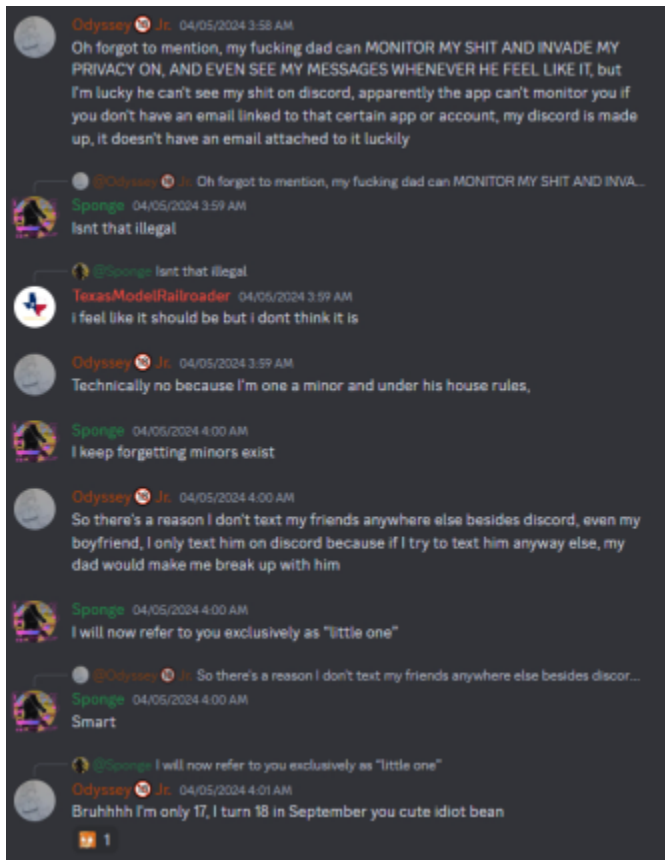 Odyssey 🔞 Jr. 04/05/2024 3:58 AM
Oh forgot to mention, my fucking dad can MONITOR MY SHIT AND INVADE MY
PRIVACY ON, AND EVEN SEE MY MESSAGES WHENEVER HE FEEL LIKE IT, but
I'm lucky he can't see my shit on discord, apparently the app can't monitor you if
you don't have an email linked to that certain app or account, my discord is made
up, it doesn't have an email attached to it luckily
@Odyssey 🔞 Jr. Oh forgot to mention, my fucking dad can MONITOR MY SHIT AND INVA...
Sponge 04/05/2024 3:59 AM
Isnt that illegal
@Sponge Isnt that illegal
TexasModelRailroader 04/05/2024 3:59 AM
i feel like it should be but i dont think it is
Odyssey 🔞 Jr. 04/05/2024 3:59 AM
Technically no because I'm one a minor and under his house rules,
Sponge 04/05/2024 4:00 AM
I keep forgetting minors exist
Odyssey 🔞 Jr. 04/05/2024 4:00 AM
So there's a reason I don't text my friends anywhere else besides discord, even my
boyfriend, I only text him on discord because if I try to text him anyway else, my
dad would make me break up with him
Sponge 04/05/2024 4:00 AM
I will now refer to you exclusively as "little one"
@Odyssey 🔞 Jr. So there's a reason I don't text my friends anywhere else besides discor...
Sponge 04/05/2024 4:00 AM
Smart
@Sponge I will now refer to you exclusively as "little one"
Odyssey 🔞 Jr. 04/05/2024 4:01 AM
Bruhhhh I'm only 17, I turn 18 in September you cute idiot bean
1